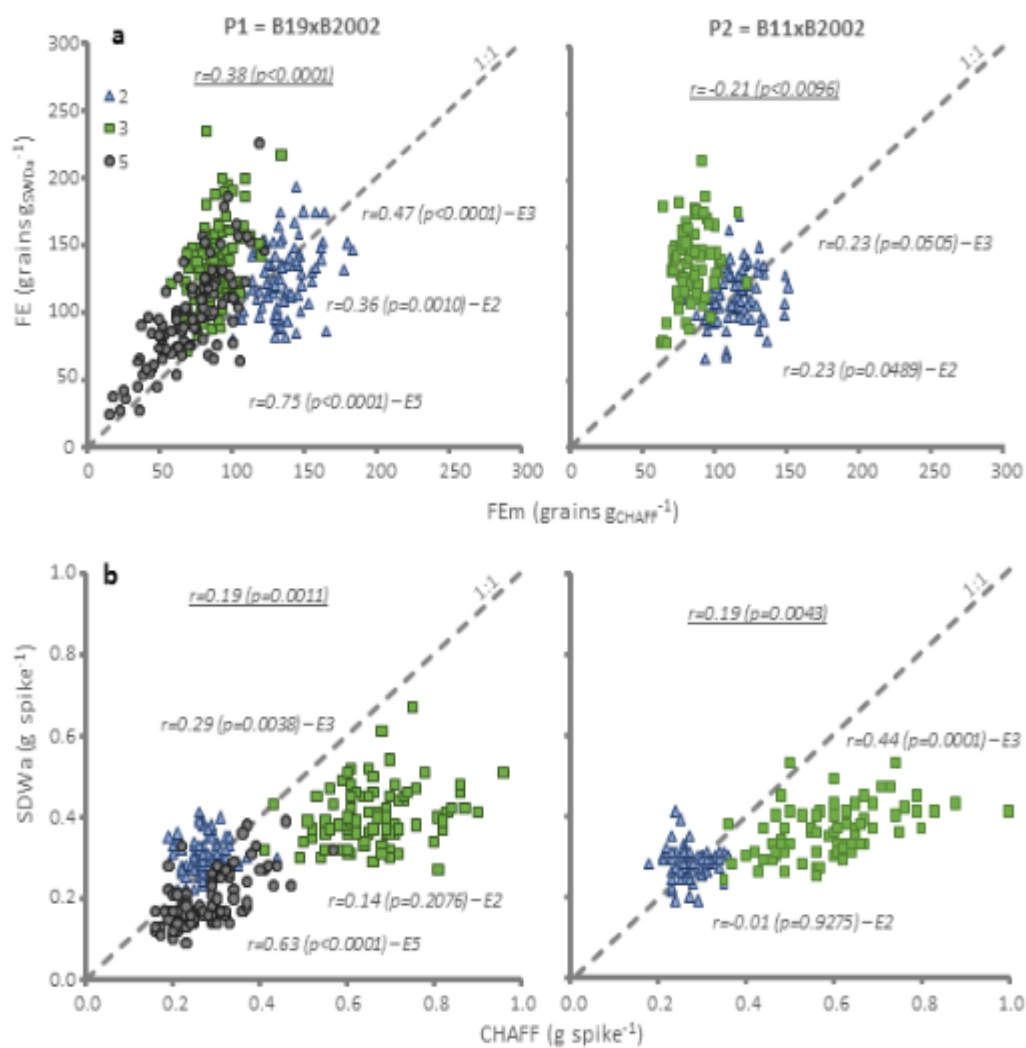 P1 = B19xB2002
P2 = B11xB2002
a
300
250
200
150
100
50
0
FE (grains gSWDa⁻¹)
r=0.38 (p<0.0001)
1:1
2
3
5
r=0.47 (p<0.0001)–E3
r=0.36 (p=0.0010)–E2
r=0.75 (p<0.0001)–E5
0 50 100 150 200 250 300
r=-0.21 (p<0.0096)
1:1
r=0.23 (p=0.0505)–E3
r=0.23 (p=0.0489)–E2
0 50 100 150 200 250 300
FEm (grains gCHAFF⁻¹)
b
1.0
0.8
0.6
0.4
0.2
0.0
SDWa (g spike⁻¹)
r=0.19 (p=0.0011)
1:1
r=0.29 (p=0.0038)–E3
r=0.14 (p=0.2076)–E2
r=0.63 (p<0.0001)–E5
0.0 0.2 0.4 0.6 0.8 1.0
r=0.19 (p=0.0043)
1:1
r=0.44 (p=0.0001)–E3
r=-0.01 (p=0.9275)–E2
0.2 0.4 0.6 0.8 1.0
CHAFF (g spike⁻¹)